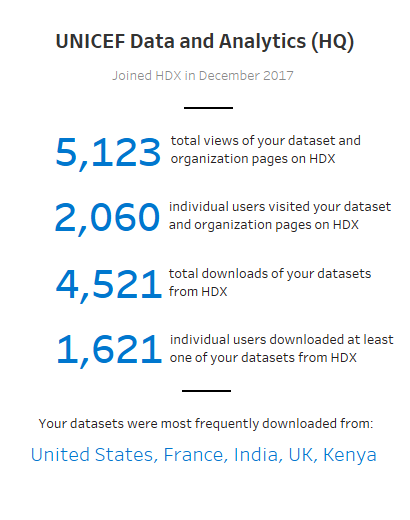 UNICEF Data and Analytics (HQ)
Joined HDX in December 2017
5,123
total views of your dataset and
organization pages on HDX
2,060
individual users visited your dataset
and organization pages on HDX
4,521
total downloads of your datasets
from HDX
1,621
individual users downloaded at least
one of your datasets from HDX
Your datasets were most frequently downloaded from:
United States, France, India, UK, Kenya